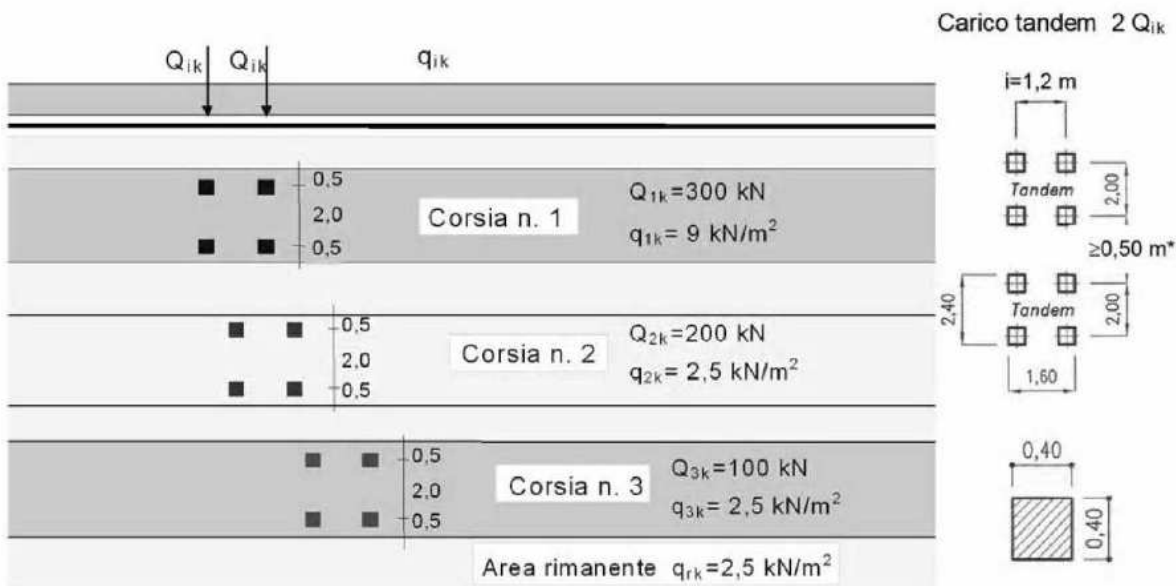 Carico tandem 2 Qik
Qik Qik qik
i=1,2 m
0,5
2,0
0,5
Corsia n. 1
Q1k=300 kN
q1k= 9 kN/m²
Tandem
2,00
≥0,50 m*
0,5
2,0
0,5
Corsia n. 2
Q2k=200 kN
q2k= 2,5 kN/m²
2,40
Tandem
2,00
1,60
0,5
2,0
0,5
Corsia n. 3
Q3k=100 kN
q3k= 2,5 kN/m²
0,40
0,40
Area rimanente qrk=2,5 kN/m²